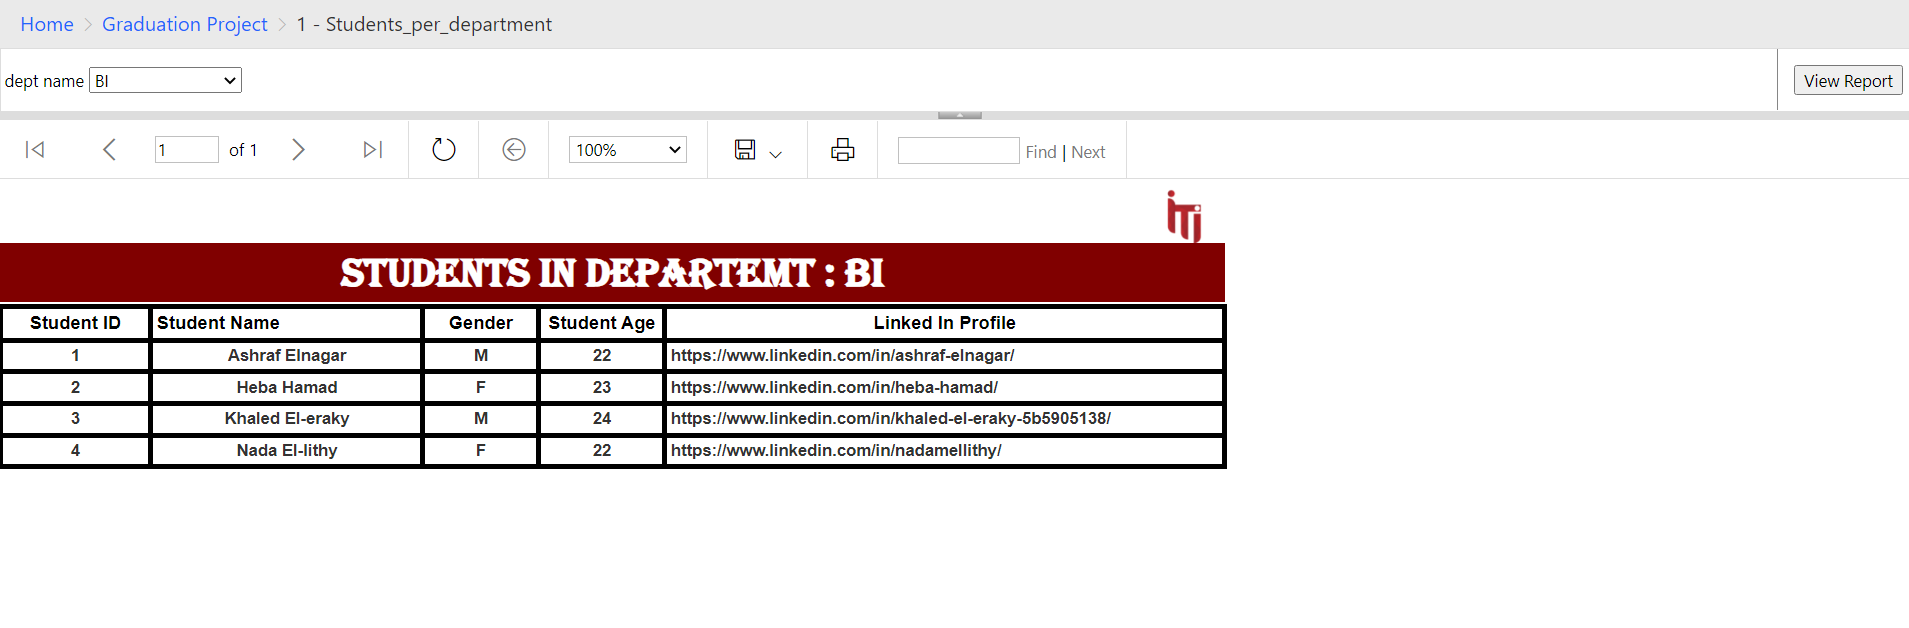 Home > Graduation Project > 1 - Students_per_department
dept name BI View Report
1 of 1 100% Find | Next
iTi
STUDENTS IN DEPARTEMT : BI
Student ID Student Name Gender Student Age Linked In Profile
1 Ashraf Elnagar M 22 https://www.linkedin.com/in/ashraf-elnagar/
2 Heba Hamad F 23 https://www.linkedin.com/in/heba-hamad/
3 Khaled El-eraky M 24 https://www.linkedin.com/in/khaled-el-eraky-5b5905138/
4 Nada El-lithy F 22 https://www.linkedin.com/in/nadamellithy/